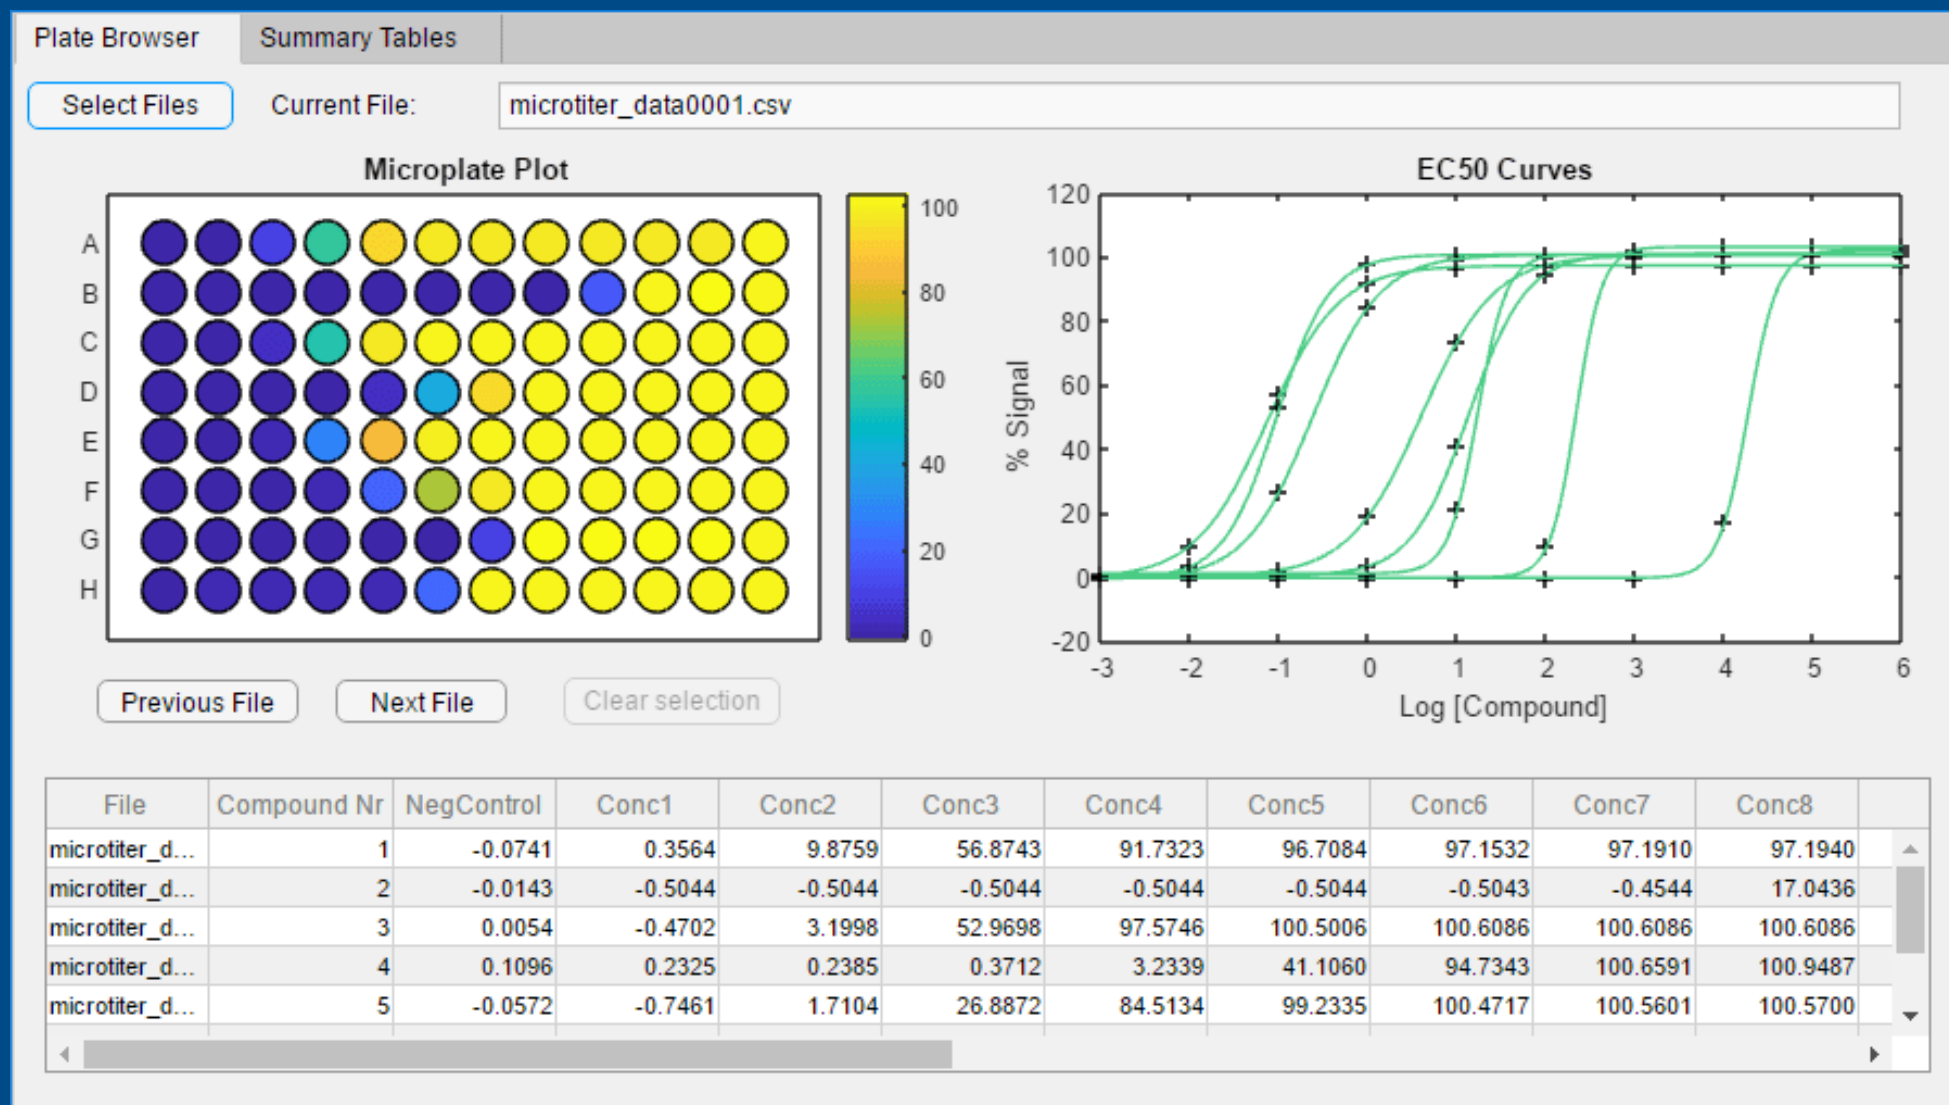 Plate Browser Summary Tables
Select Files Current File: microtiter_data0001.csv
Microplate Plot
A
B
C
D
E
F
G
H
100
80
60
40
20
0
EC50 Curves
120
100
80
60
40
20
0
-20
% Signal
-3 -2 -1 0 1 2 3 4 5 6
Log [Compound]
Previous File Next File Clear selection
File Compound Nr NegControl Conc1 Conc2 Conc3 Conc4 Conc5 Conc6 Conc7 Conc8
microtiter_d... 1 -0.0741 0.3564 9.8759 56.8743 91.7323 96.7084 97.1532 97.1910 97.1940
microtiter_d... 2 -0.0143 -0.5044 -0.5044 -0.5044 -0.5044 -0.5044 -0.5043 -0.4544 17.0436
microtiter_d... 3 0.0054 -0.4702 3.1998 52.9698 97.5746 100.5006 100.6086 100.6086 100.6086
microtiter_d... 4 0.1096 0.2325 0.2385 0.3712 3.2339 41.1060 94.7343 100.6591 100.9487
microtiter_d... 5 -0.0572 -0.7461 1.7104 26.8872 84.5134 99.2335 100.4717 100.5601 100.5700